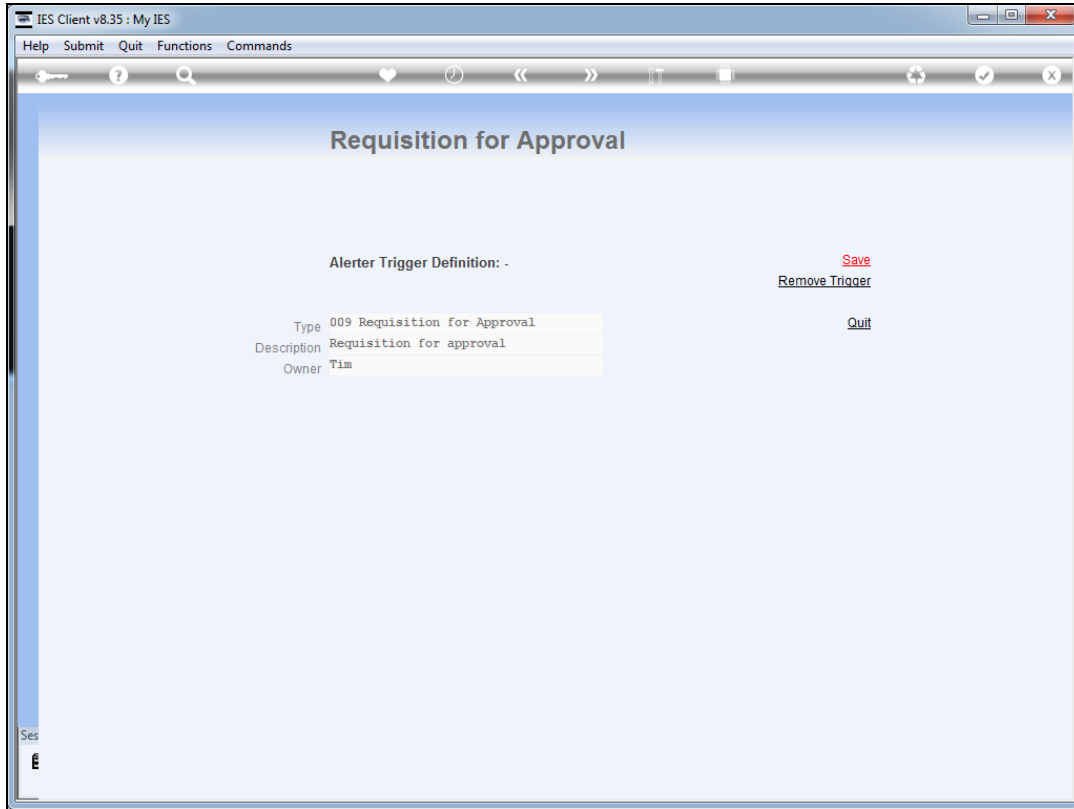 IES Client v8.35 : My IES
Help Submit Quit Functions Commands
Requisition for Approval
Alerter Trigger Definition: -
Save
Remove Trigger
Type 009 Requisition for Approval
Quit
Description Requisition for approval
Owner Tim
Ses